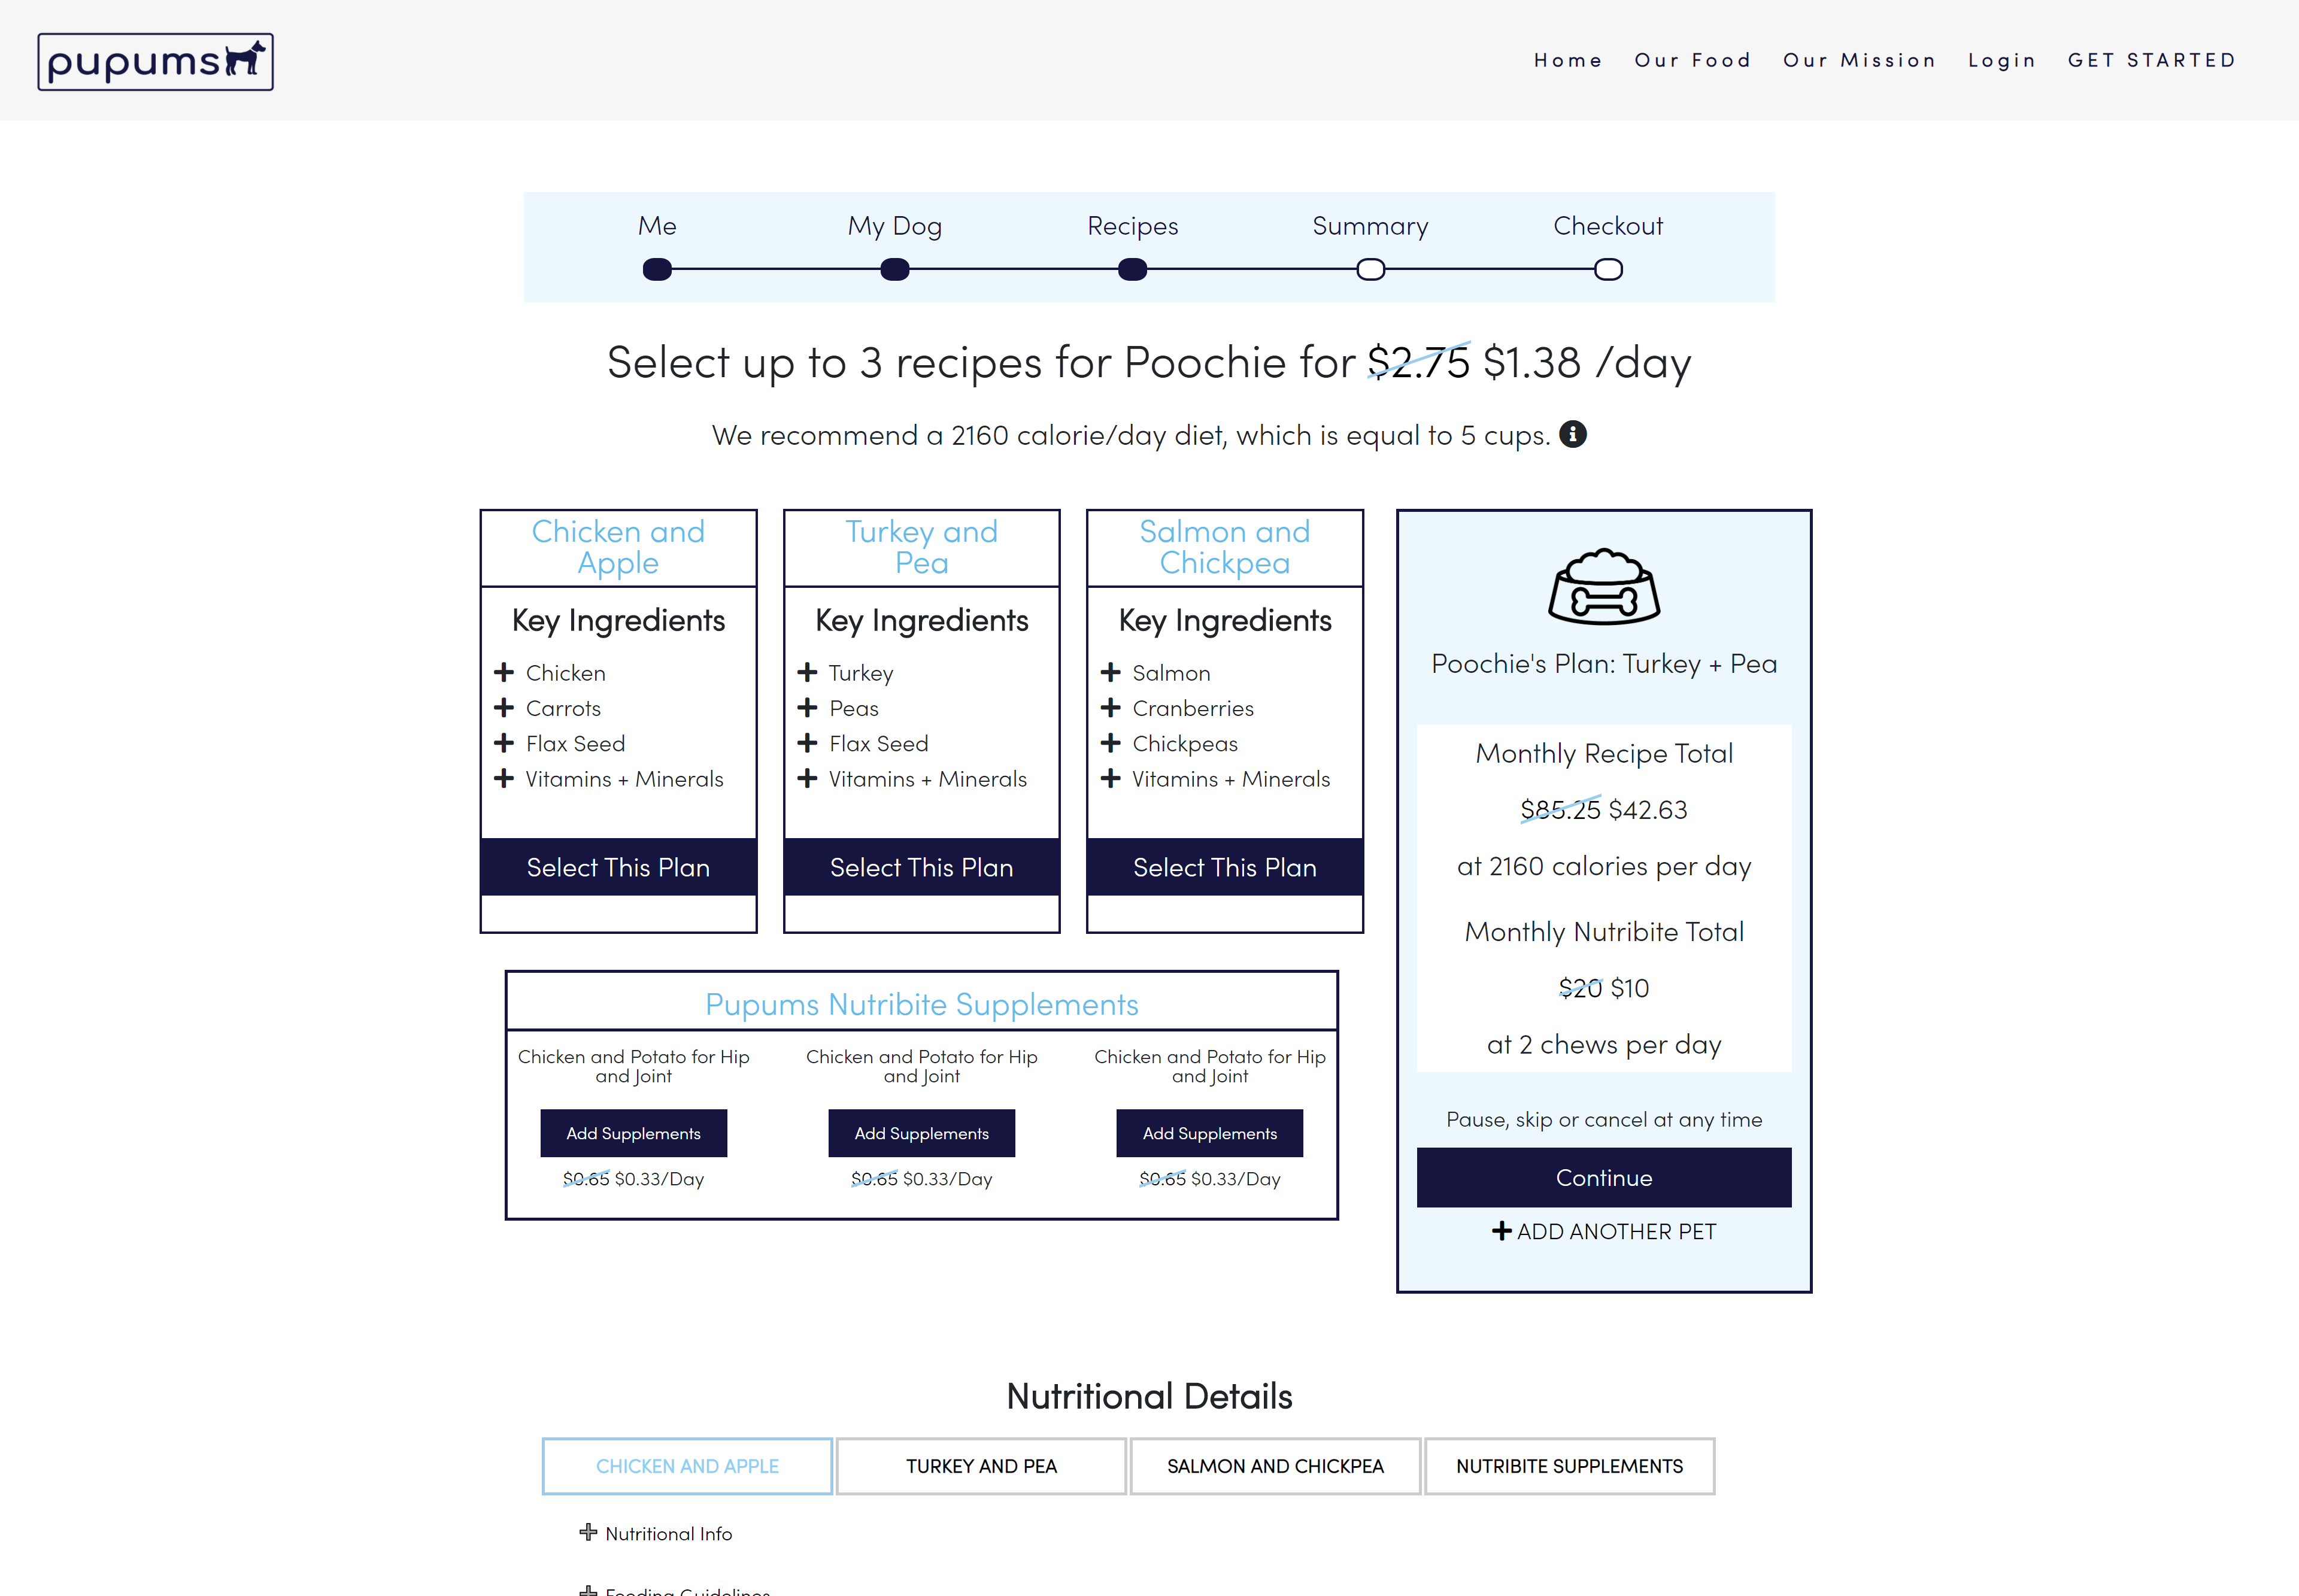 pupums
Home Our Food Our Mission Login GET STARTED
Me My Dog Recipes Summary Checkout
Select up to 3 recipes for Poochie for $2.75 $1.38 /day
We recommend a 2160 calorie/day diet, which is equal to 5 cups.
Chicken and
Apple
Key Ingredients
Chicken
Carrots
Flax Seed
Vitamins + Minerals
Select This Plan
Turkey and
Pea
Key Ingredients
Turkey
Peas
Flax Seed
Vitamins + Minerals
Select This Plan
Salmon and
Chickpea
Key Ingredients
Salmon
Cranberries
Chickpeas
Vitamins + Minerals
Select This Plan
Pupums Nutribite Supplements
Chicken and Potato for Hip
and Joint
Add Supplements
$0.65 $0.33/Day
Chicken and Potato for Hip
and Joint
Add Supplements
$0.65 $0.33/Day
Chicken and Potato for Hip
and Joint
Add Supplements
$0.65 $0.33/Day
Poochie's Plan: Turkey + Pea
Monthly Recipe Total
$85.25 $42.63
at 2160 calories per day
Monthly Nutribite Total
$20 $10
at 2 chews per day
Pause, skip or cancel at any time
Continue
ADD ANOTHER PET
Nutritional Details
CHICKEN AND APPLE TURKEY AND PEA SALMON AND CHICKPEA NUTRIBITE SUPPLEMENTS
Nutritional Info
Feeding Guidelines